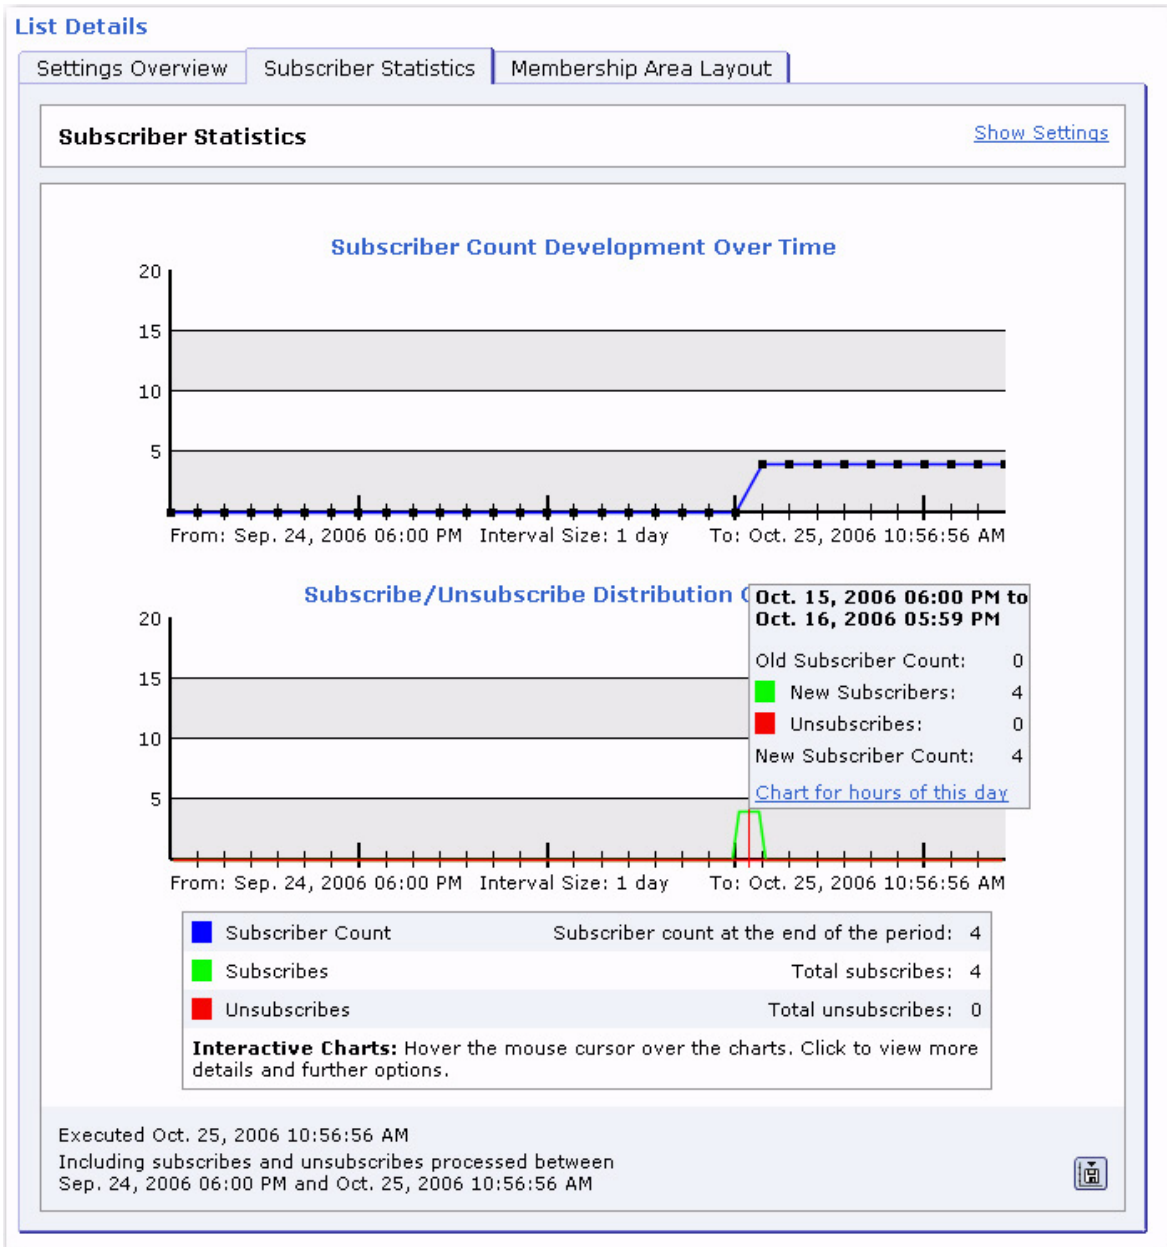 List Details
Settings Overview
Subscriber Statistics
Membership Area Layout
Subscriber Statistics
Show Settings
Subscriber Count Development Over Time
20
15
10
5
From: Sep. 24, 2006 06:00 PM Interval Size: 1 day To: Oct. 25, 2006 10:56:56 AM
Subscribe/Unsubscribe Distribution
20
15
10
5
Oct. 15, 2006 06:00 PM to
Oct. 16, 2006 05:59 PM
Old Subscriber Count: 0
New Subscribers: 4
Unsubscribes: 0
New Subscriber Count: 4
Chart for hours of this day
From: Sep. 24, 2006 06:00 PM Interval Size: 1 day To: Oct. 25, 2006 10:56:56 AM
Subscriber Count Subscriber count at the end of the period: 4
Subscribes Total subscribes: 4
Unsubscribes Total unsubscribes: 0
Interactive Charts: Hover the mouse cursor over the charts. Click to view more
details and further options.
Executed Oct. 25, 2006 10:56:56 AM
Including subscribes and unsubscribes processed between
Sep. 24, 2006 06:00 PM and Oct. 25, 2006 10:56:56 AM